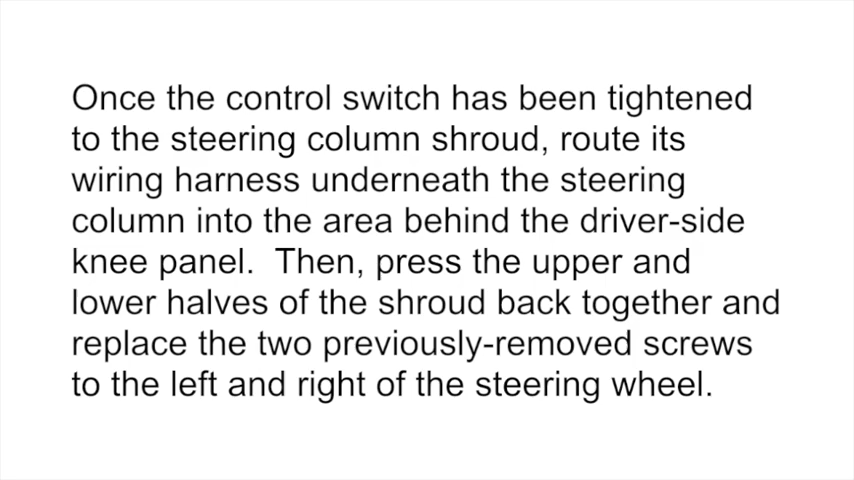 Once the control switch has been tightened
to the steering column shroud, route its
wiring harness underneath the steering
column into the area behind the driver-side
knee panel.  Then, press the upper and
lower halves of the shroud back together and
replace the two previously-removed screws
to the left and right of the steering wheel.